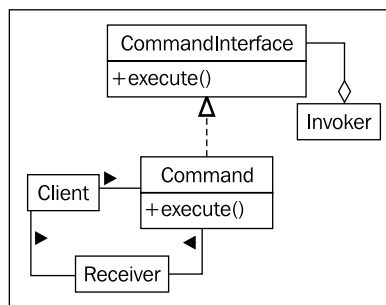 CommandInterface
+execute()
Invoker
Command
Client
+execute()
Receiver